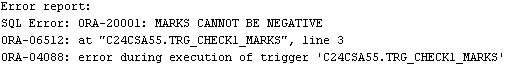 Error report:
SQL Error: ORA-20001: MARKS CANNOT BE NEGATIVE
ORA-06512: at "C24CSA55.TRG_CHECK1_MARKS", line 3
ORA-04088: error during execution of trigger 'C24CSA55.TRG_CHECK1_MARKS'